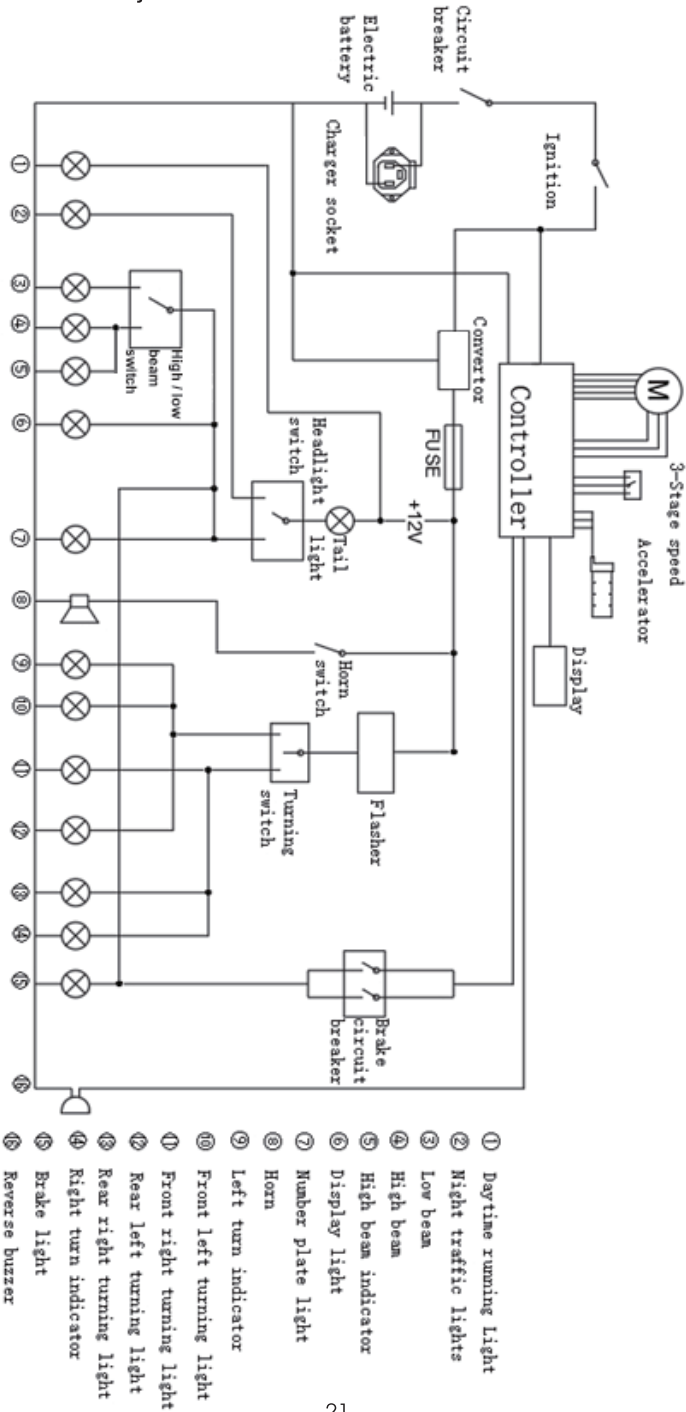 Circuit
breaker
Electric
battery
Ignition
Charger socket
Convertor
FUSE
Controller
M
3-Stage speed
Accelerator
Display
High / low
beam
switch
Headlight
switch
Tail
light
+12V
Horn
switch
Flasher
Turning
switch
Brake
circuit
breaker
①
②
③
④
⑤
⑥
⑦
⑧
⑨
⑩
⑪
⑫
⑬
⑭
⑮
⑯
① Daytime running Light
② Night traffic lights
③ Low beam
④ High beam
⑤ High beam indicator
⑥ Display light
⑦ Number plate light
⑧ Horn
⑨ Left turn indicator
⑩ Front left turning light
⑪ Front right turning light
⑫ Rear left turning light
⑬ Rear right turning light
⑭ Right turn indicator
⑮ Brake light
⑯ Reverse buzzer
21